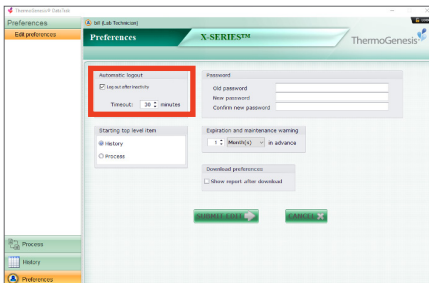 ThermoGenesis® DataTrak
Preferences
bill (Lab Technician)
Edit preferences
Preferences
X-SERIES™
ThermoGenesis®
Automatic logout
Log out after inactivity
Timeout: 30 minutes
Password
Old password
New password
Confirm new password
Starting top level item
History
Process
Expiration and maintenance warning
1 Month(s) in advance
Download preferences
Show report after download
SUBMIT EDIT
CANCEL
Process
History
Preferences